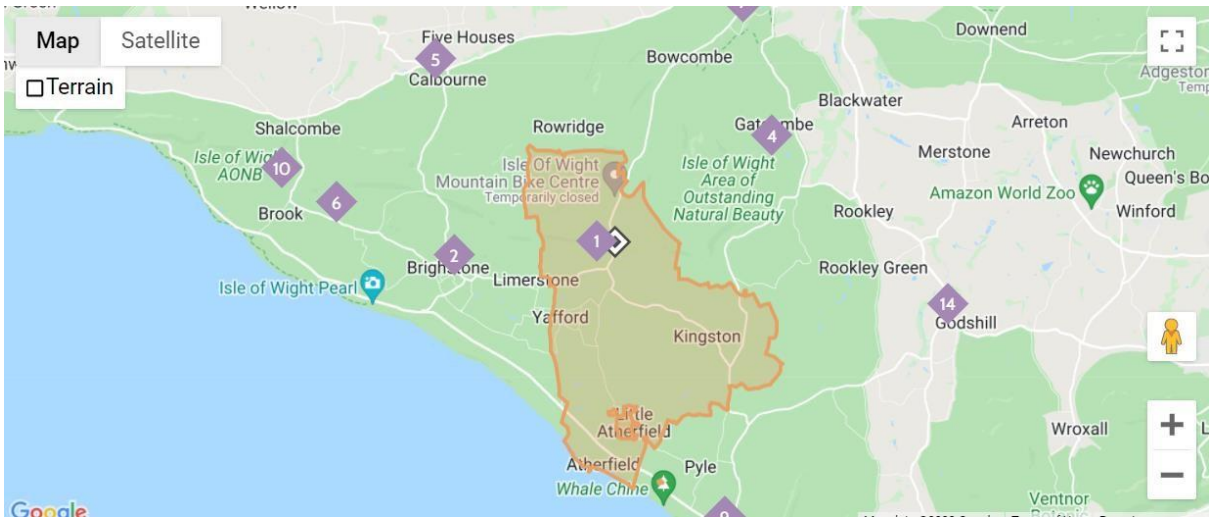 Map
Satellite
Terrain
Five Houses
5
Calbourne
Bowcombe
Downend
Blackwater
Arreton
Shalcombe
Rowridge
Gatcombe
4
Merstone
Newchurch
Isle of Wight
AONB
10
Isle Of Wight
Mountain Bike Centre
Temporarily closed
Isle of Wight
Area of
Outstanding
Natural Beauty
Amazon World Zoo
Queen's Bo
6
Brook
Rookley
Winford
1
2
Brighstone
Limerstone
Rookley Green
Isle of Wight Pearl
14
Godshill
Yafford
Kingston
Little
Atherfield
Wroxall
Atherfield
Pyle
Whale Chine
Ventnor
Google